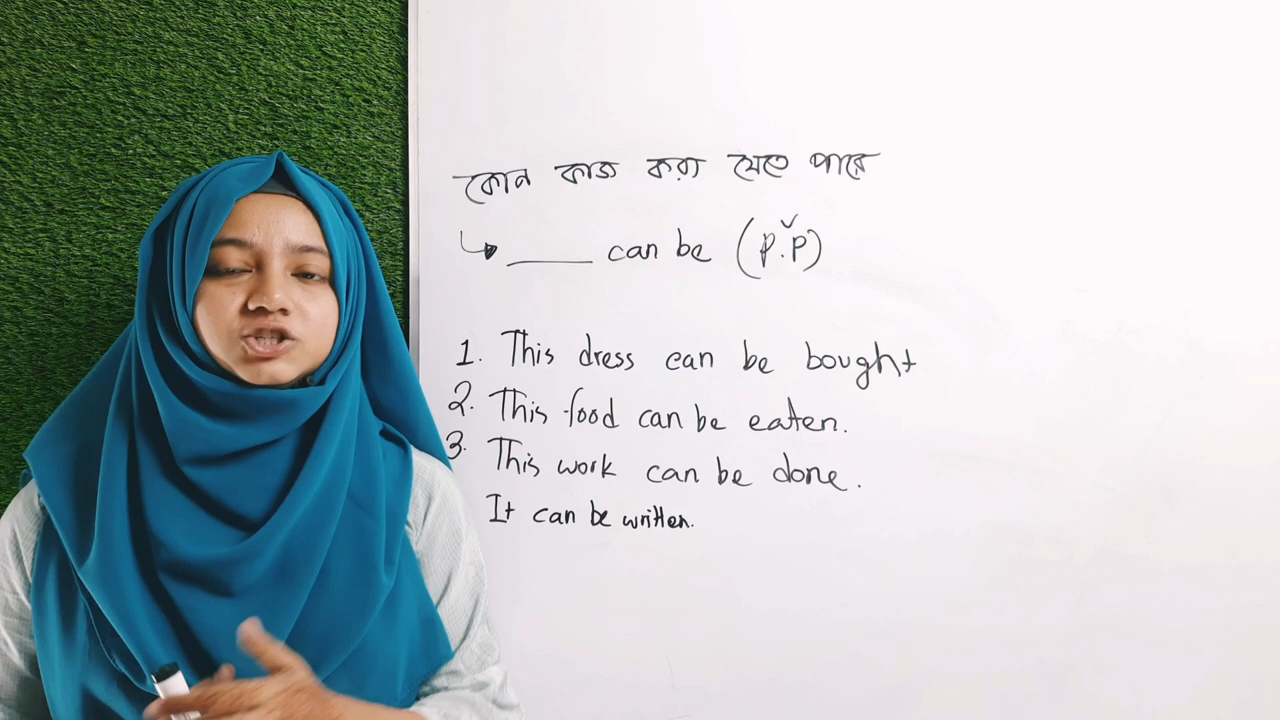 কোন কাজ করা যেতে পারে
↳ ____ can be (p.p)
1. This dress can be bought
2. This food can be eaten.
3. This work can be done.
It can be written.